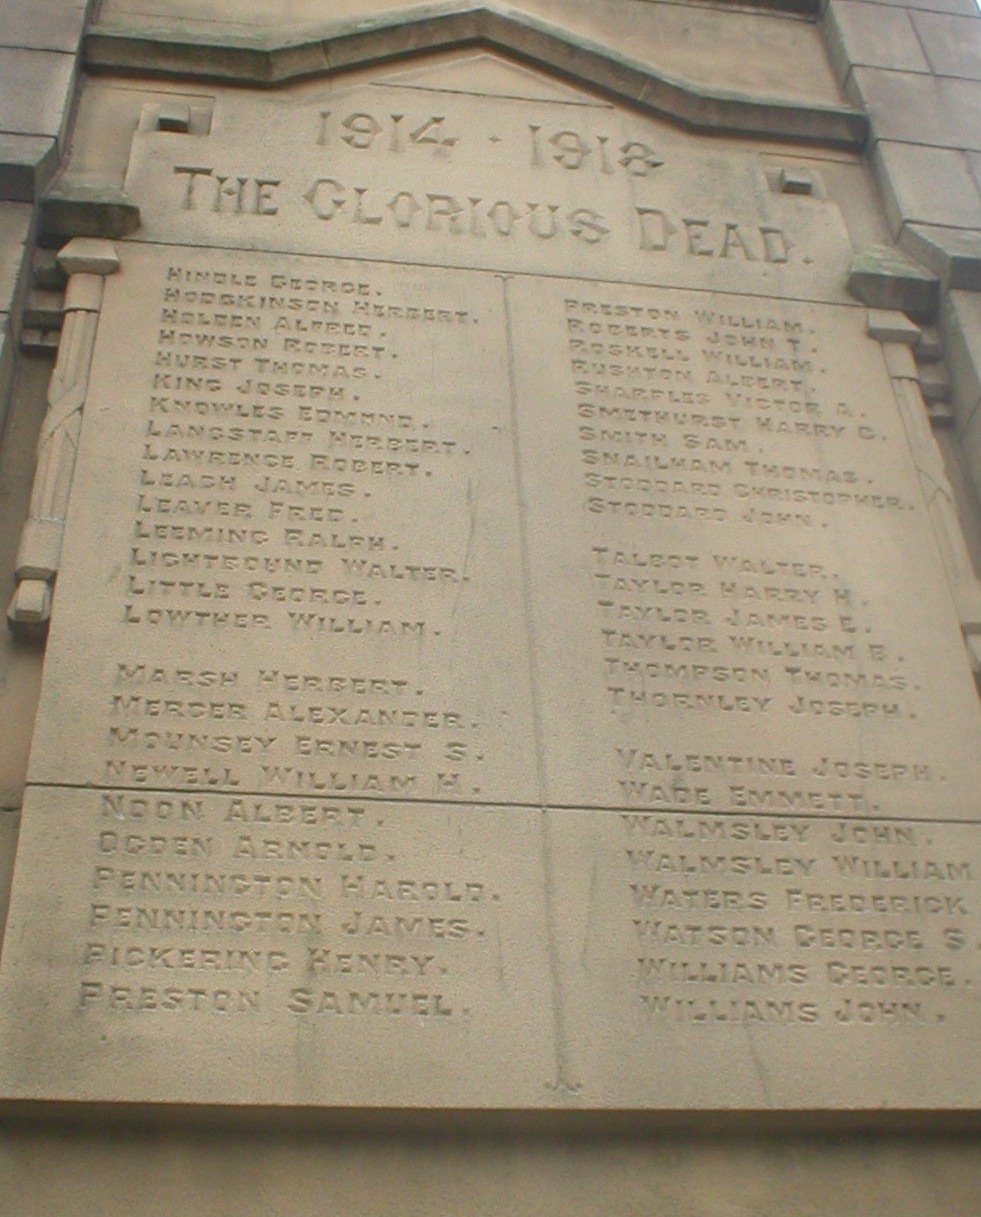 1914 · 1918
THE GLORIOUS DEAD.
HINDLE GEORGE.
HODGKINSON HERBERT.
HOLDEN ALFRED.
HOWSON ROBERT.
HURST THOMAS.
KING JOSEPH.
KNOWLES EDMUND.
LANGSTAFF HERBERT.
LAWRENCE ROBERT.
LEACH JAMES.
LEAVER FRED.
LEEMING RALPH.
LIGHTBOUND WALTER.
LITTLE GEORGE.
LOWTHER WILLIAM.
MARSH HERBERT.
MERCER ALEXANDER.
MOUNSEY ERNEST S.
NEWELL WILLIAM H.
NOON ALBERT.
OGDEN ARNOLD.
PENNINGTON HAROLD.
PENNINGTON JAMES.
PICKERING HENRY.
PRESTON SAMUEL.
PRESTON WILLIAM.
ROBERTS JOHN T.
ROSKELL WILLIAM.
RUSHTON ALBERT.
SHARPLES VICTOR A.
SMETHURST HARRY C.
SMITH SAM.
SNAILHAM THOMAS.
STODDARD CHRISTOPHER.
STODDARD JOHN.
TALBOT WALTER.
TAYLOR HARRY H.
TAYLOR JAMES E.
TAYLOR WILLIAM B.
THOMPSON THOMAS.
THORNLEY JOSEPH.
VALENTINE JOSEPH.
WADE EMMETT.
WALMSLEY JOHN.
WALMSLEY WILLIAM
WATERS FREDERICK
WATSON GEORGE S.
WILLIAMS GEORGE.
WILLIAMS JOHN.